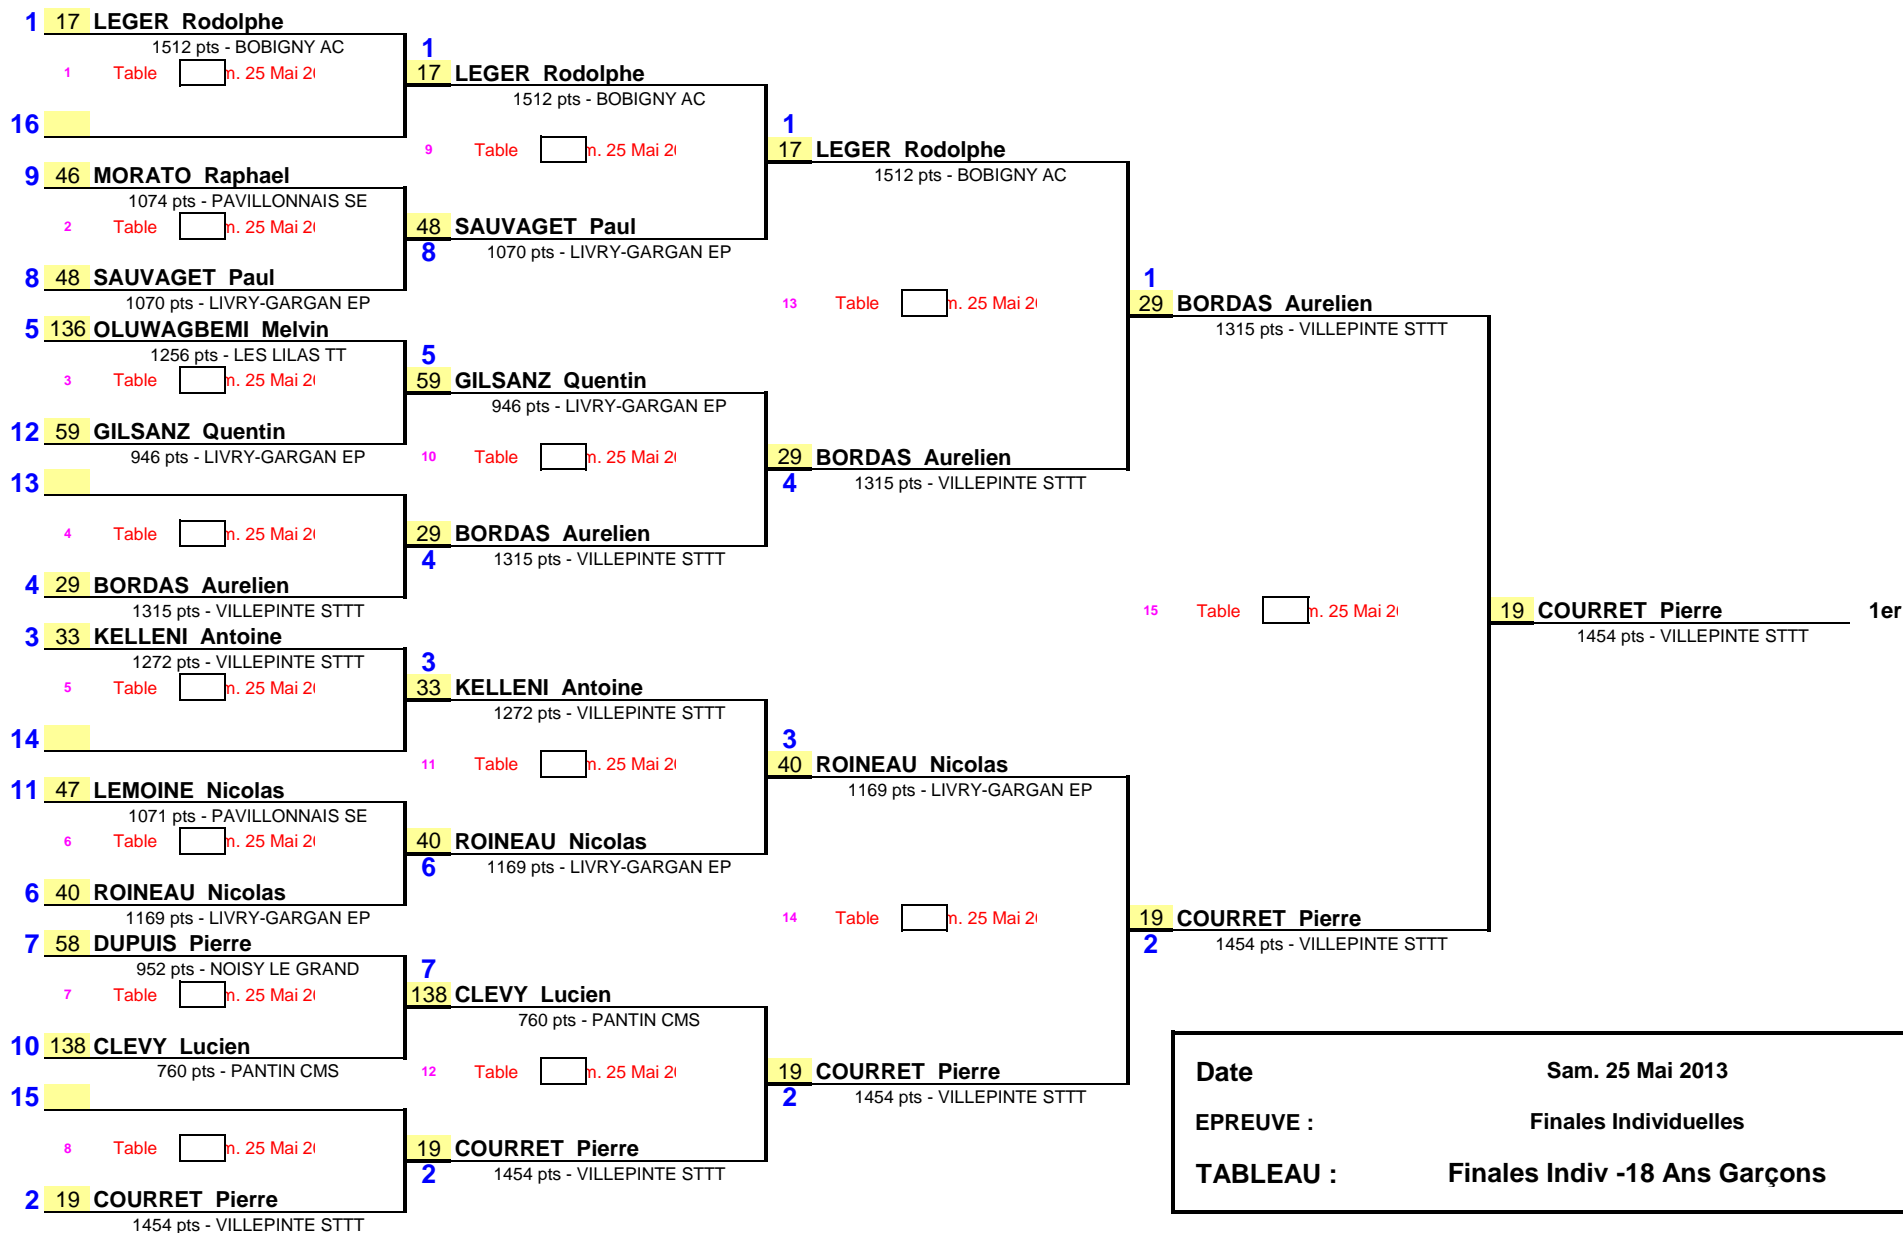 1 17 LEGER Rodolphe
1512 pts - BOBIGNY AC
1 Table m. 25 Mai 20
16
9 46 MORATO Raphael
1074 pts - PAVILLONNAIS SE
2 Table m. 25 Mai 20
8 48 SAUVAGET Paul
1070 pts - LIVRY-GARGAN EP
5 136 OLUWAGBEMI Melvin
1256 pts - LES LILAS TT
3 Table m. 25 Mai 20
12 59 GILSANZ Quentin
946 pts - LIVRY-GARGAN EP
13
4 Table m. 25 Mai 20
4 29 BORDAS Aurelien
1315 pts - VILLEPINTE STTT
3 33 KELLENI Antoine
1272 pts - VILLEPINTE STTT
5 Table m. 25 Mai 20
14
11 47 LEMOINE Nicolas
1071 pts - PAVILLONNAIS SE
6 Table m. 25 Mai 20
6 40 ROINEAU Nicolas
1169 pts - LIVRY-GARGAN EP
7 58 DUPUIS Pierre
952 pts - NOISY LE GRAND
7 Table m. 25 Mai 20
10 138 CLEVY Lucien
760 pts - PANTIN CMS
15
8 Table m. 25 Mai 20
2 19 COURRET Pierre
1454 pts - VILLEPINTE STTT
1
17 LEGER Rodolphe
1512 pts - BOBIGNY AC
9 Table m. 25 Mai 20
48 SAUVAGET Paul
8 1070 pts - LIVRY-GARGAN EP
5
59 GILSANZ Quentin
946 pts - LIVRY-GARGAN EP
10 Table m. 25 Mai 20
29 BORDAS Aurelien
4 1315 pts - VILLEPINTE STTT
3
33 KELLENI Antoine
1272 pts - VILLEPINTE STTT
11 Table m. 25 Mai 20
40 ROINEAU Nicolas
6 1169 pts - LIVRY-GARGAN EP
7
138 CLEVY Lucien
760 pts - PANTIN CMS
12 Table m. 25 Mai 20
19 COURRET Pierre
2 1454 pts - VILLEPINTE STTT
1
17 LEGER Rodolphe
1512 pts - BOBIGNY AC
13 Table m. 25 Mai 20
29 BORDAS Aurelien
4 1315 pts - VILLEPINTE STTT
3
40 ROINEAU Nicolas
1169 pts - LIVRY-GARGAN EP
14 Table m. 25 Mai 20
19 COURRET Pierre
2 1454 pts - VILLEPINTE STTT
1
29 BORDAS Aurelien
1315 pts - VILLEPINTE STTT
15 Table m. 25 Mai 20
19 COURRET Pierre
2 1454 pts - VILLEPINTE STTT
19 COURRET Pierre 1er
1454 pts - VILLEPINTE STTT
Date Sam. 25 Mai 2013
EPREUVE : Finales Individuelles
TABLEAU : Finales Indiv -18 Ans Garçons